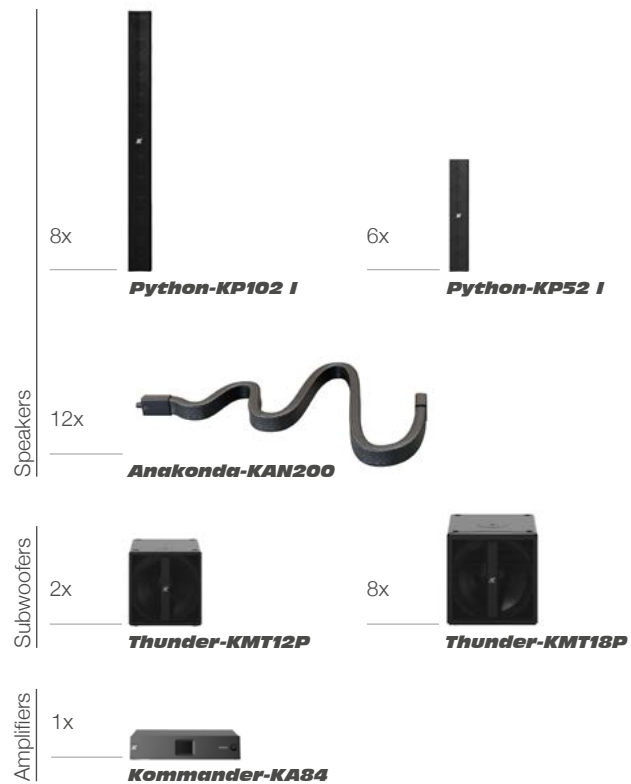 Speakers
8x
Python-KP102 I
6x
Python-KP52 I
12x
Anakonda-KAN200
Subwoofers
2x
Thunder-KMT12P
8x
Thunder-KMT18P
Amplifiers
1x
Kommander-KA84